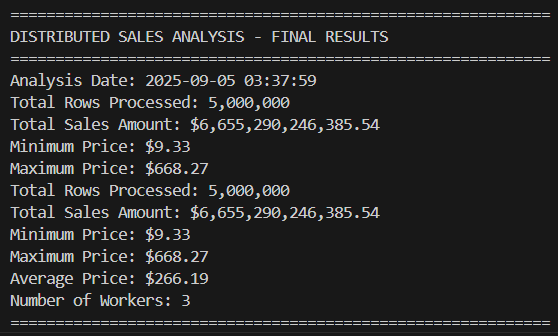 ============================================================
DISTRIBUTED SALES ANALYSIS - FINAL RESULTS
============================================================
Analysis Date: 2025-09-05 03:37:59
Total Rows Processed: 5,000,000
Total Sales Amount: $6,655,290,246,385.54
Minimum Price: $9.33
Maximum Price: $668.27
Total Rows Processed: 5,000,000
Total Sales Amount: $6,655,290,246,385.54
Minimum Price: $9.33
Maximum Price: $668.27
Average Price: $266.19
Number of Workers: 3
============================================================